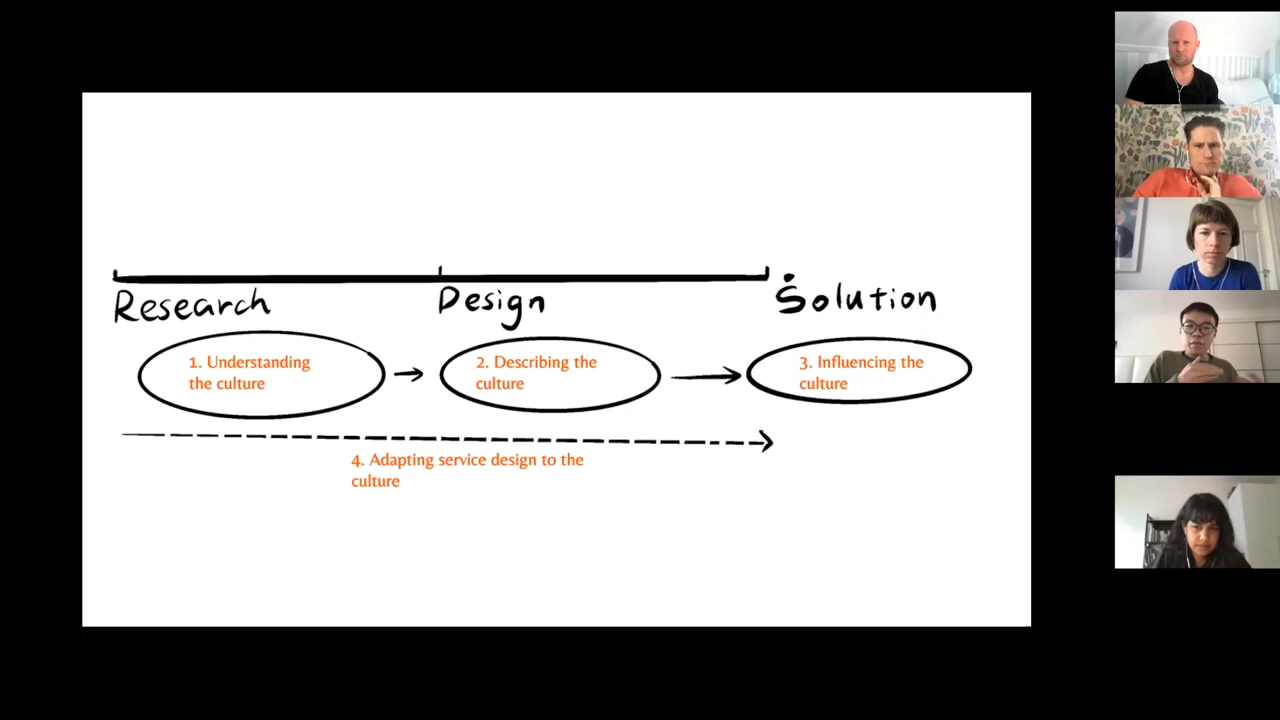 Research
Design
Solution
1. Understanding
the culture
2. Describing the
culture
3. Influencing the
culture
4. Adapting service design to the
culture